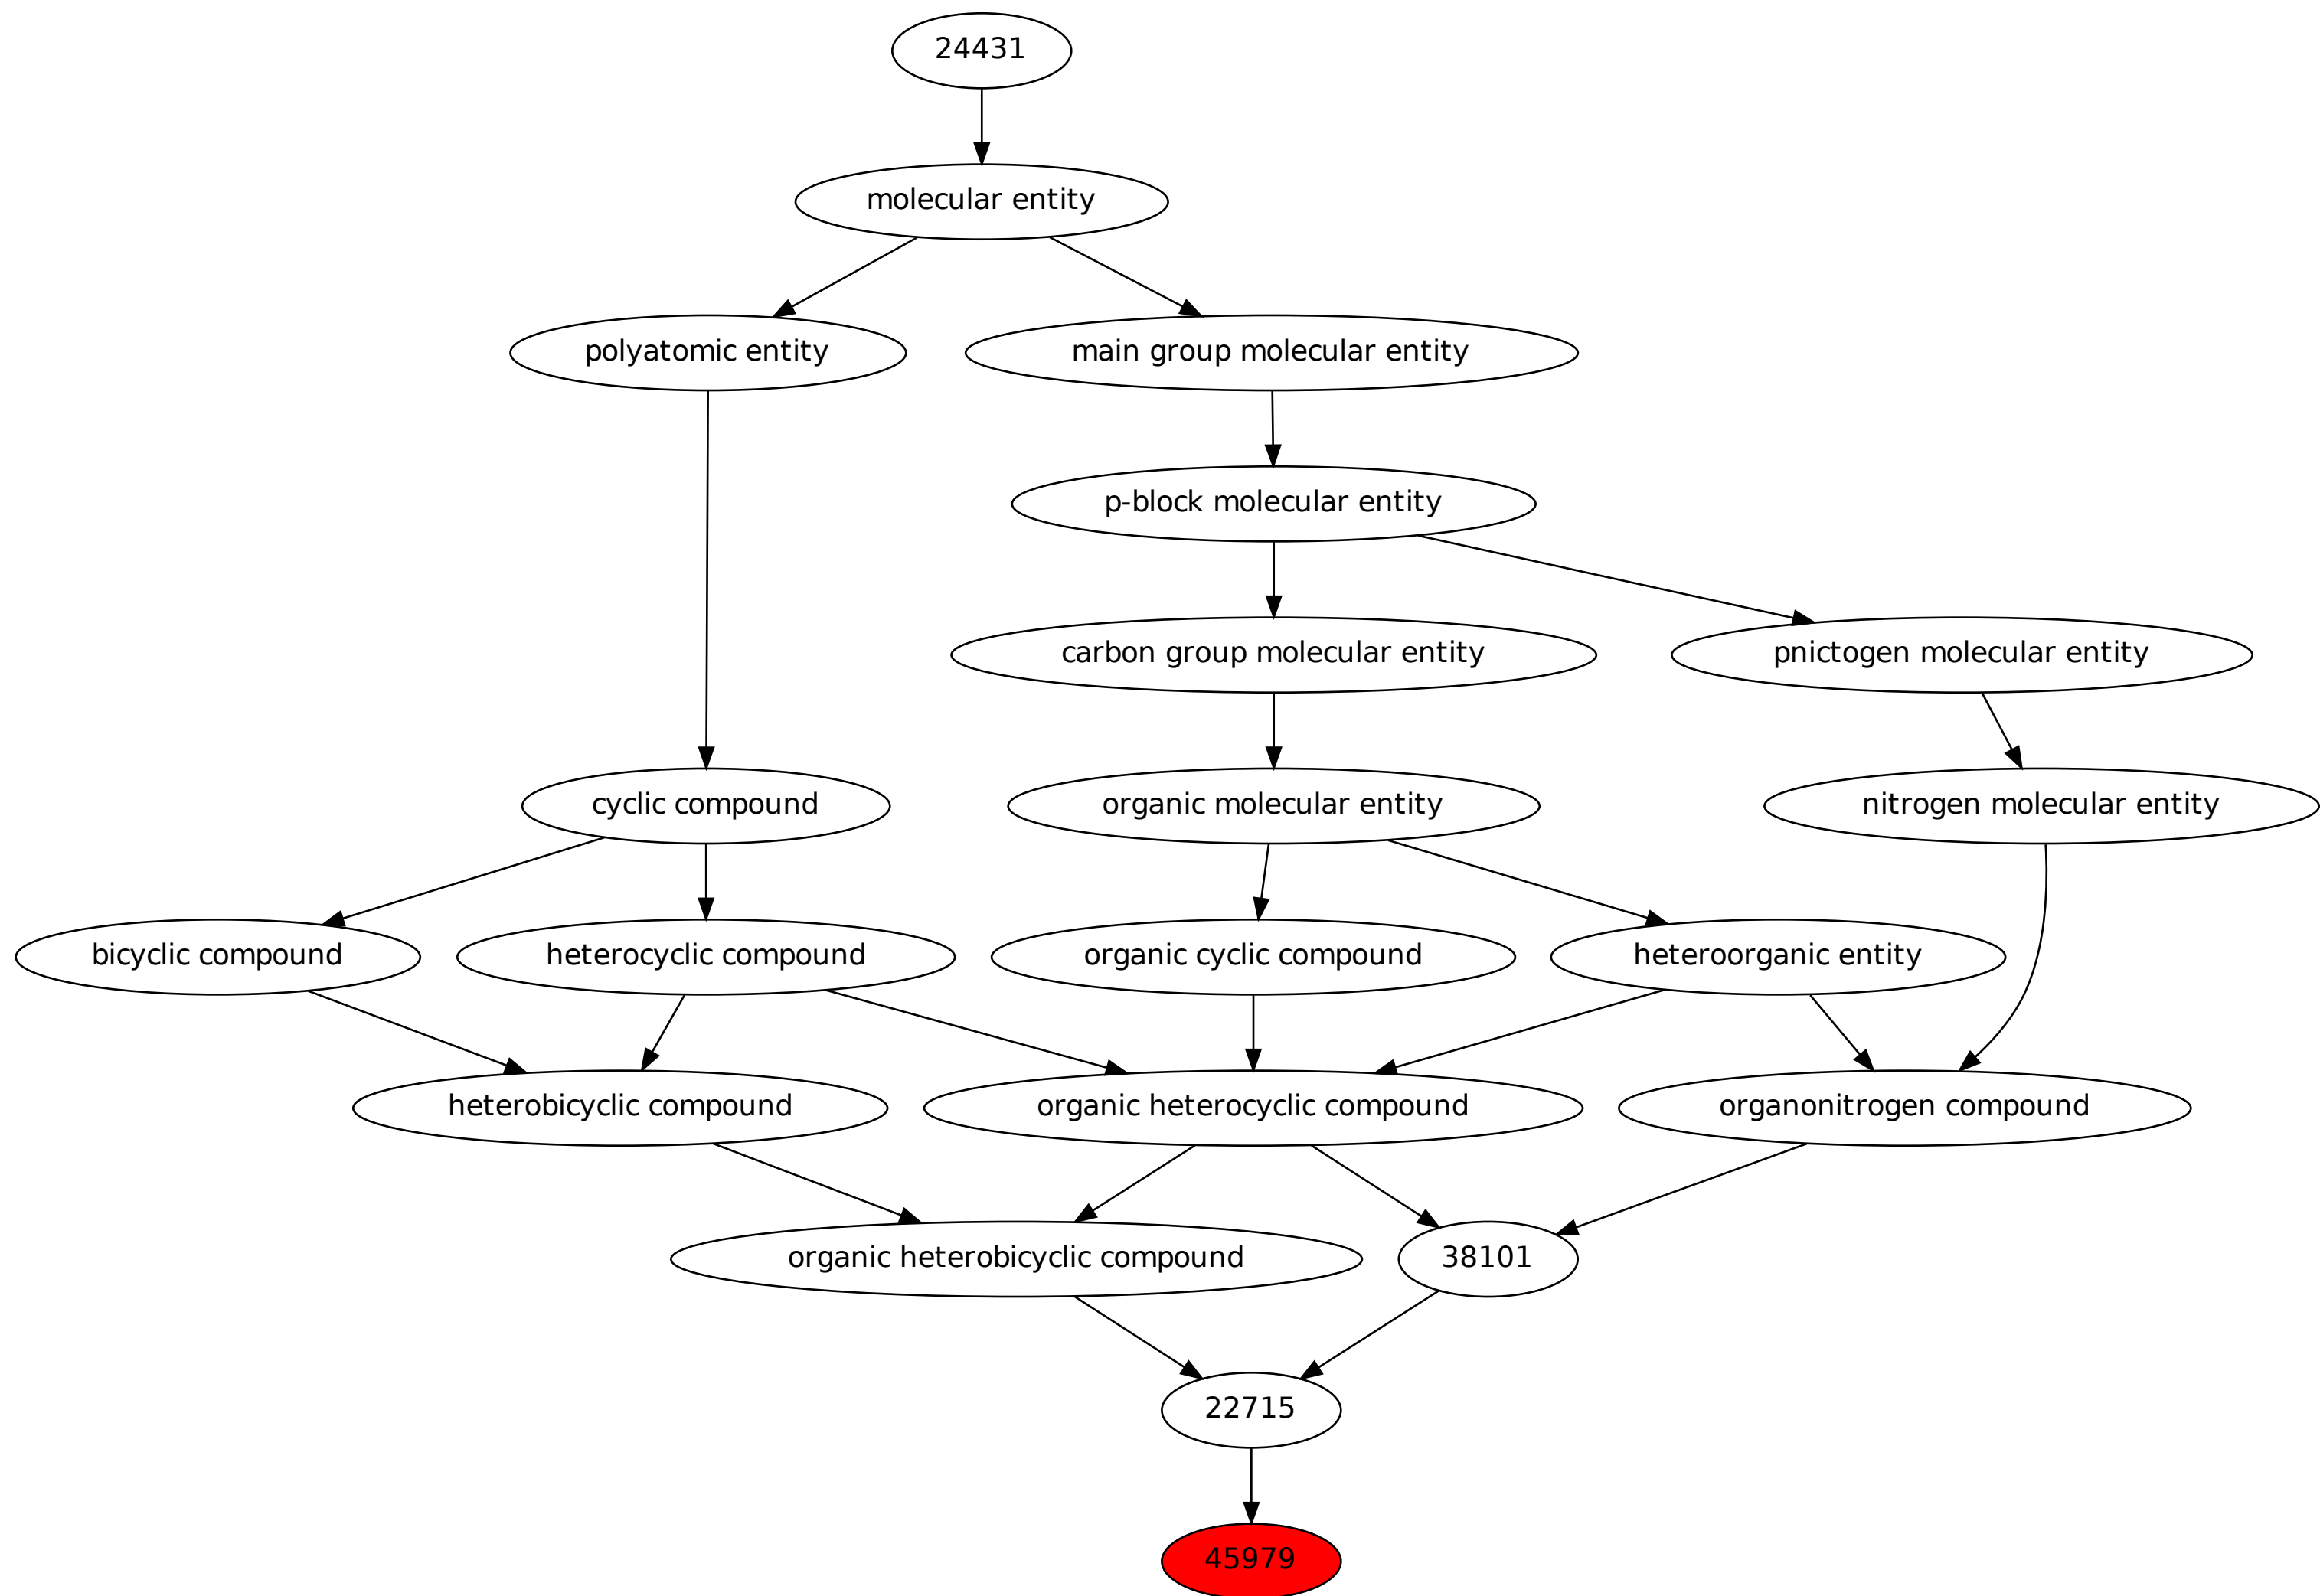 24431
molecular entity
polyatomic entity
main group molecular entity
p-block molecular entity
carbon group molecular entity
pnictogen molecular entity
cyclic compound
organic molecular entity
nitrogen molecular entity
bicyclic compound
heterocyclic compound
organic cyclic compound
heteroorganic entity
heterobicyclic compound
organic heterocyclic compound
organonitrogen compound
organic heterobicyclic compound
38101
22715
45979